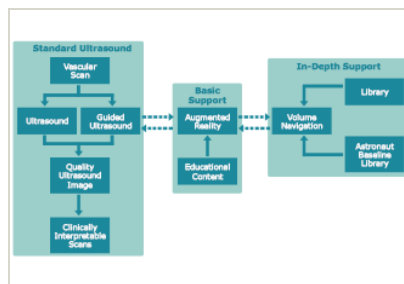 Standard Ultrasound
Vascular
Scan
Ultrasound
Guided
Ultrasound
Quality
Ultrasound
Image
Clinically
Interpretable
Scans
Basic
Support
Augmented
Reality
Educational
Content
In-Depth Support
Library
Volume
Navigation
Astronaut
Baseline
Library